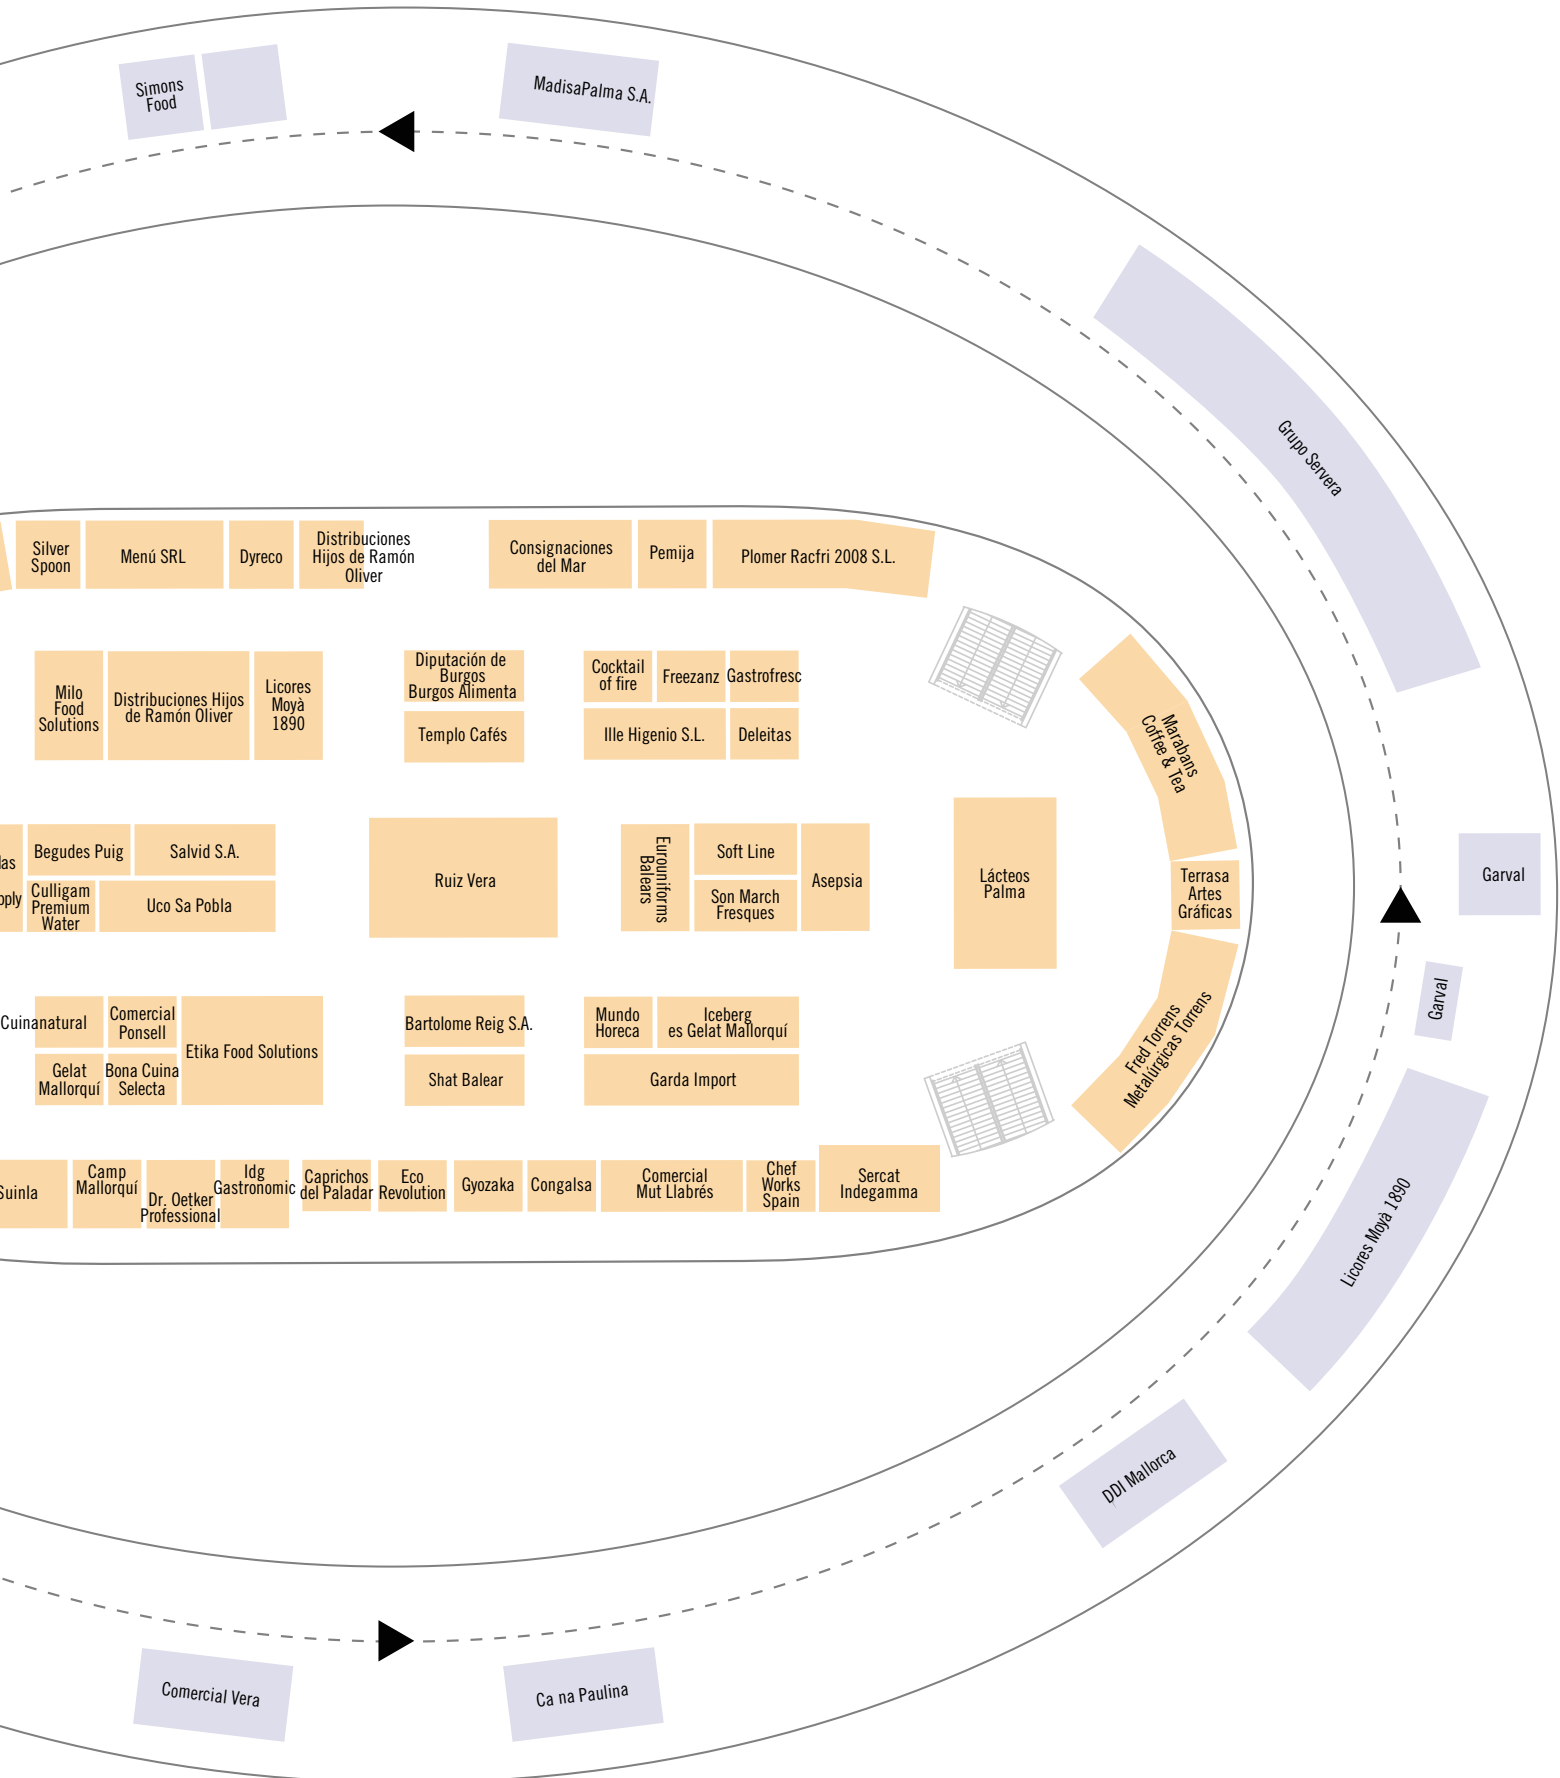 Simons
Food
MadisaPalma S.A.
Grupo Servera
Silver
Spoon
Menú SRL
Dyreco
Distribuciones
Hijos de Ramón
Oliver
Consignaciones
del Mar
Pemija
Plomer Racfri 2008 S.L.
Milo
Food
Solutions
Distribuciones Hijos
de Ramón Oliver
Licores
Moyà
1890
Diputación de
Burgos
Burgos Alimenta
Templo Cafés
Cocktail
of fire
Freezanz
Gastrofresc
Ille Higenio S.L.
Deleitas
Marabans
Coffee & Tea
Begudes Puig
Salvid S.A.
Culligam
Premium
Water
Uco Sa Pobla
Ruiz Vera
Eurouniforms
Balears
Soft Line
Son March
Fresques
Asepsia
Lácteos
Palma
Terrasa
Artes
Gráficas
Garval
Garval
Cuinanatural
Comercial
Ponsell
Etika Food Solutions
Gelat
Mallorquí
Bona Cuina
Selecta
Bartolome Reig S.A.
Shat Balear
Mundo
Horeca
Iceberg
es Gelat Mallorquí
Garda Import
Fred Torrens
Metalúrgicas Torrens
Suinla
Camp
Mallorquí
Dr. Oetker
Professional
Idg
Gastronomic
Caprichos
del Paladar
Eco
Revolution
Gyozaka
Congalsa
Comercial
Mut Llabrés
Chef
Works
Spain
Sercat
Indegamma
Licores Moyà 1890
DDI Mallorca
Comercial Vera
Ca na Paulina